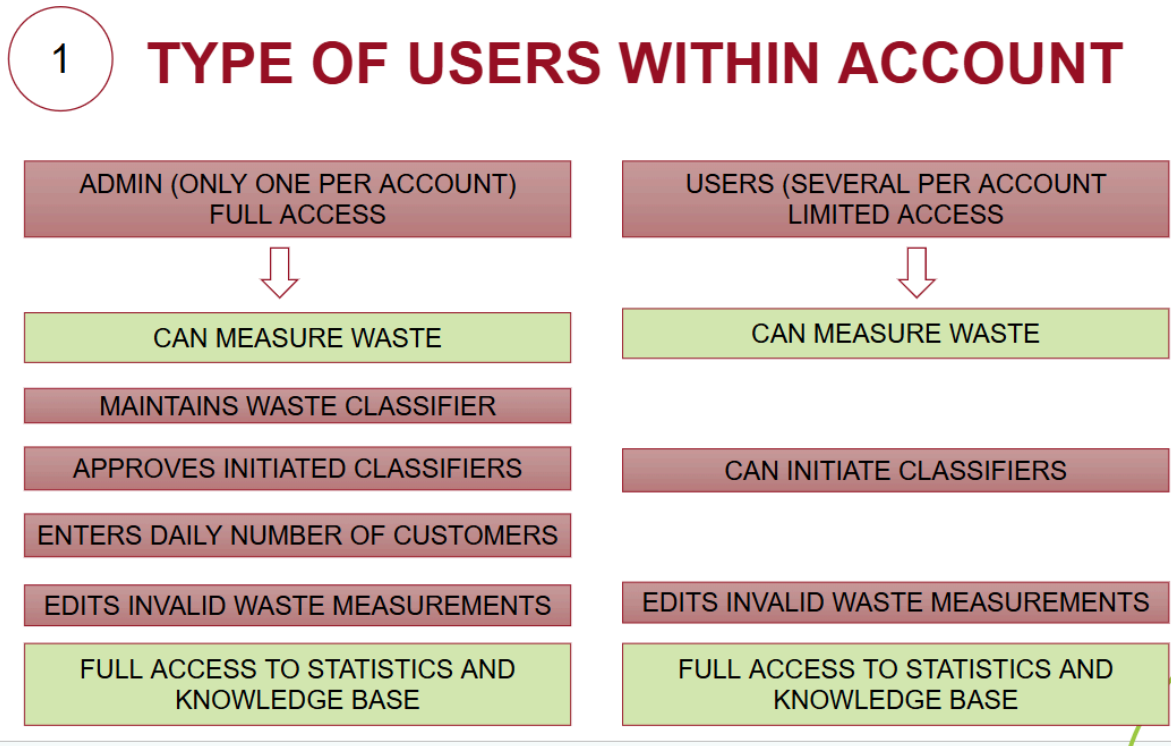 1
TYPE OF USERS WITHIN ACCOUNT
ADMIN (ONLY ONE PER ACCOUNT)
FULL ACCESS
CAN MEASURE WASTE
MAINTAINS WASTE CLASSIFIER
APPROVES INITIATED CLASSIFIERS
ENTERS DAILY NUMBER OF CUSTOMERS
EDITS INVALID WASTE MEASUREMENTS
FULL ACCESS TO STATISTICS AND
KNOWLEDGE BASE
USERS (SEVERAL PER ACCOUNT
LIMITED ACCESS
CAN MEASURE WASTE
CAN INITIATE CLASSIFIERS
EDITS INVALID WASTE MEASUREMENTS
FULL ACCESS TO STATISTICS AND
KNOWLEDGE BASE